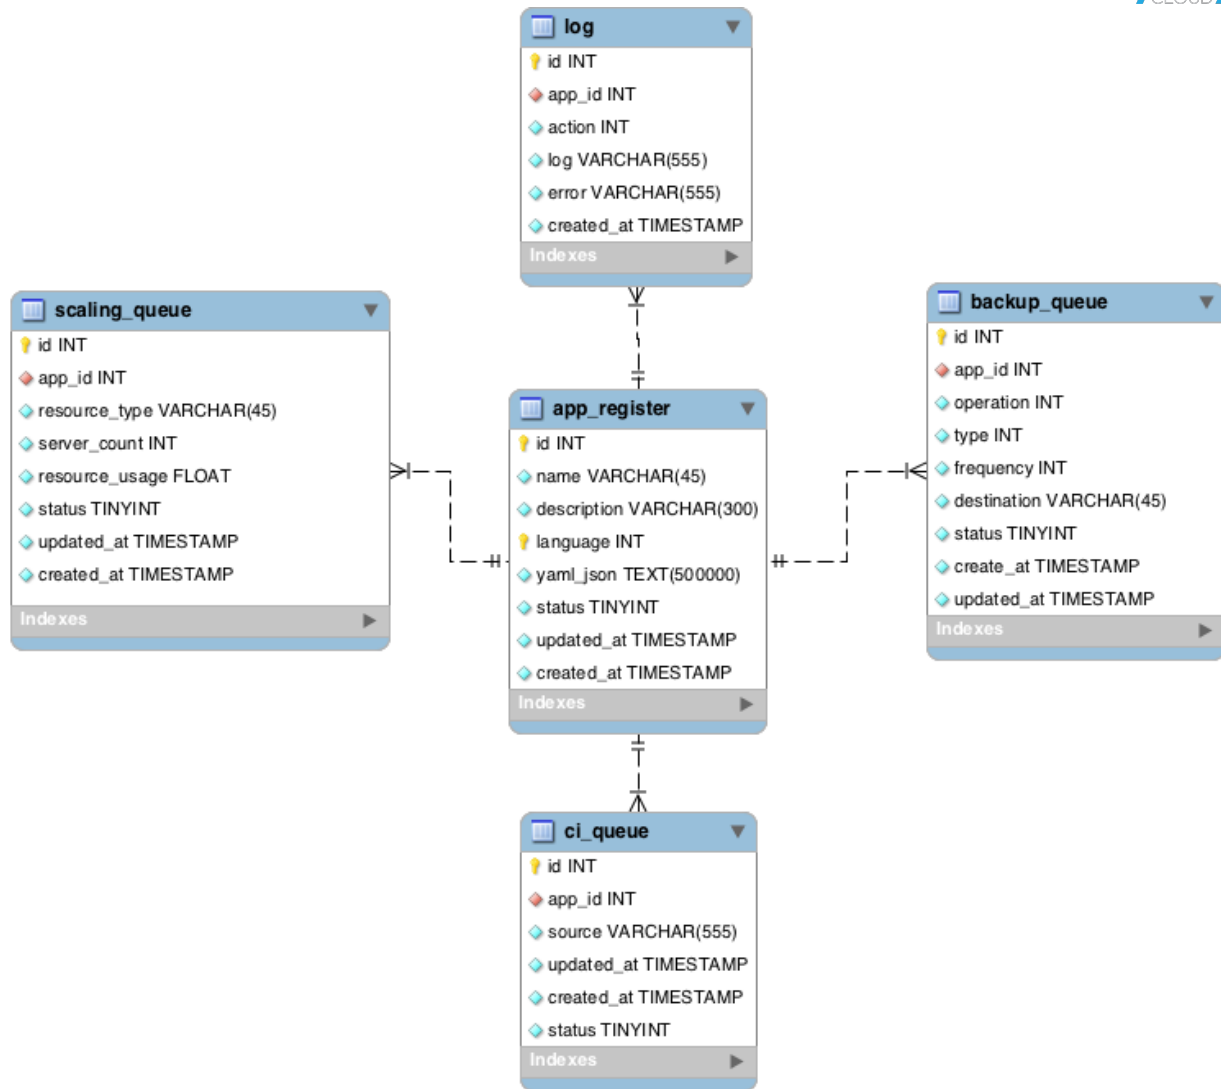 CLOUD
log
id INT
app_id INT
action INT
log VARCHAR(555)
error VARCHAR(555)
created_at TIMESTAMP
Indexes
scaling_queue
id INT
app_id INT
resource_type VARCHAR(45)
server_count INT
resource_usage FLOAT
status TINYINT
updated_at TIMESTAMP
created_at TIMESTAMP
Indexes
app_register
id INT
name VARCHAR(45)
description VARCHAR(300)
language INT
yaml_json TEXT(500000)
status TINYINT
updated_at TIMESTAMP
created_at TIMESTAMP
Indexes
backup_queue
id INT
app_id INT
operation INT
type INT
frequency INT
destination VARCHAR(45)
status TINYINT
create_at TIMESTAMP
updated_at TIMESTAMP
Indexes
ci_queue
id INT
app_id INT
source VARCHAR(555)
updated_at TIMESTAMP
created_at TIMESTAMP
status TINYINT
Indexes